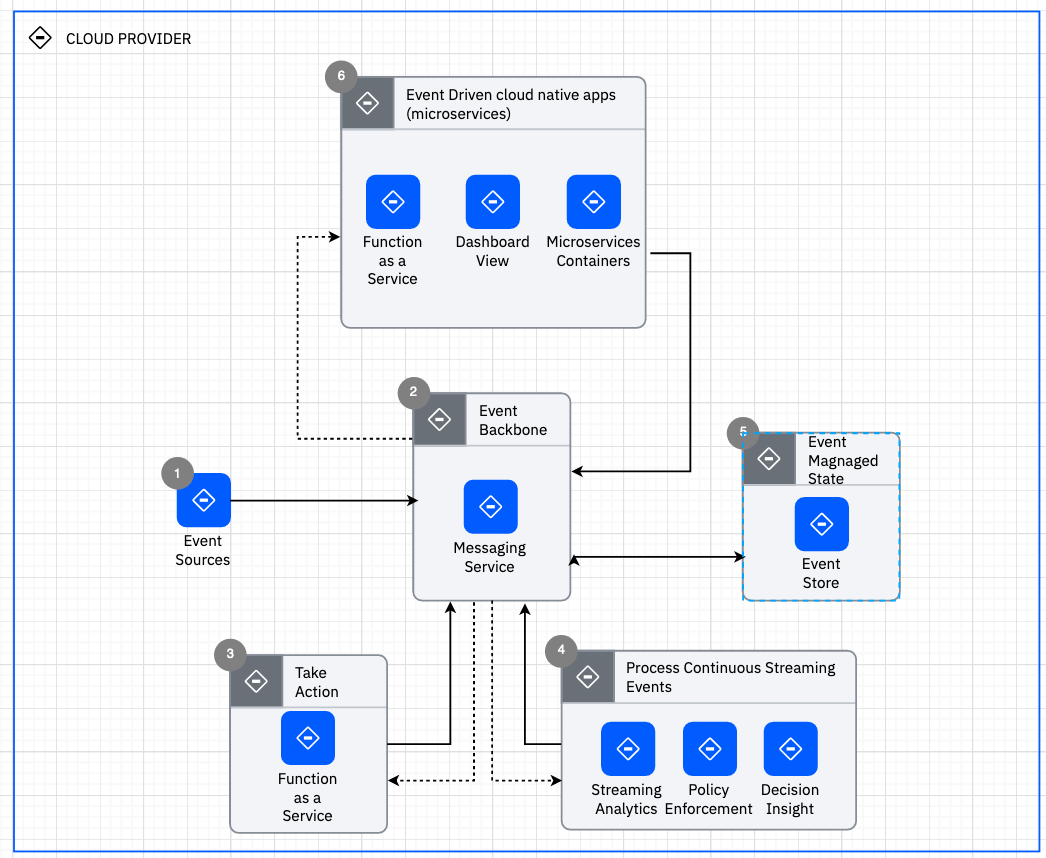 CLOUD PROVIDER
6
Event Driven cloud native apps
(microservices)
Function
as a
Service
Dashboard
View
Microservices
Containers
2
Event
Backbone
Messaging
Service
1
Event
Sources
5
Event
Magnaged
State
Event
Store
3
Take
Action
Function
as a
Service
4
Process Continuous Streaming
Events
Streaming
Analytics
Policy
Enforcement
Decision
Insight